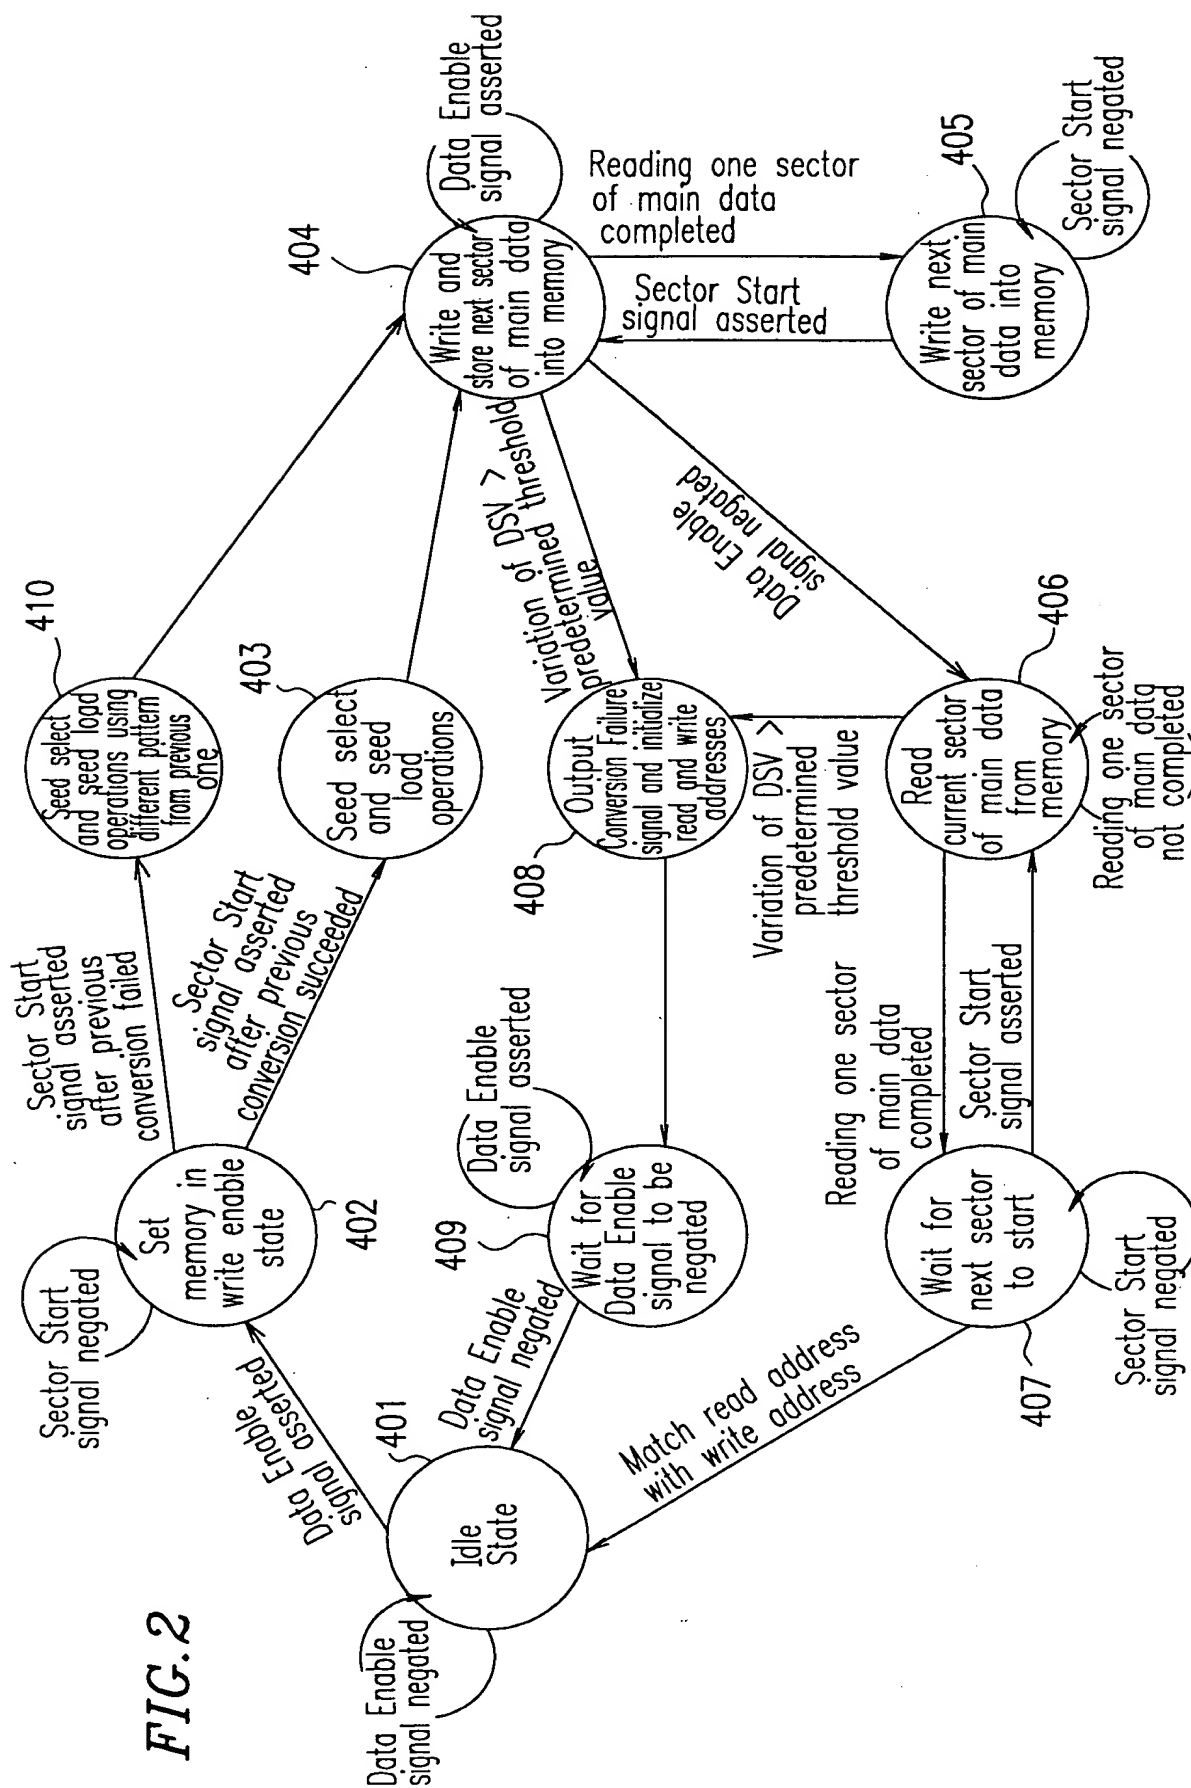 FIG.2
Data Enable
signal negated
Idle
State
401
Data Enable
signal asserted
Sector Start
signal negated
Set
memory in
write enable
state
402
Sector Start
signal asserted
after previous
conversion failed
Sector Start
signal asserted
after previous
conversion succeeded
Seed select
and seed load
operations using
different pattern
from previous
one
410
Seed select
and seed
load
operations
403
Write and
store next sector
of main data
into memory
404
Data Enable
signal asserted
Reading one sector
of main data
completed
Sector Start
signal asserted
Write next
sector of main
data into
memory
405
Sector Start
signal negated
Variation of DSV >
predetermined threshold
value
Data Enable
signal negated
Output
Conversion Failure
signal and initialize
read and write
addresses
408
Variation of DSV >
predetermined
threshold value
Read
current sector
of main data
from
memory
406
Reading one sector
of main data
not completed
Data Enable
signal asserted
Wait for
Data Enable
signal to be
negated
409
Data Enable
signal negated
Reading one sector
of main data
completed
Sector Start
signal asserted
Wait for
next sector
to start
407
Sector Start
signal negated
Match read address
with write address